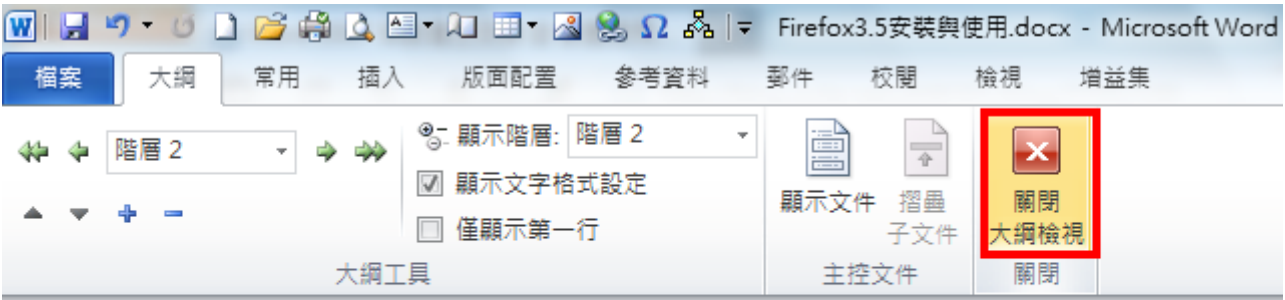 Firefox3.5安裝與使用.docx - Microsoft Word
檔案 大綱 常用 插入 版面配置 參考資料 郵件 校閱 檢視 增益集
階層 2
顯示階層: 階層 2
顯示文字格式設定
僅顯示第一行
大綱工具
顯示文件
摺疊
子文件
主控文件
關閉
大綱檢視
關閉